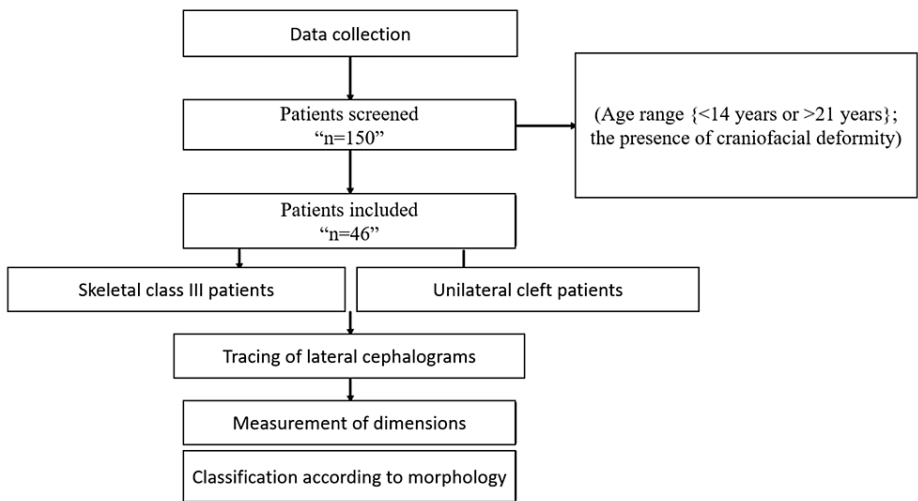 Data collection
Patients screened
“n=150”
(Age range {<14 years or >21 years};
the presence of craniofacial deformity)
Patients included
“n=46”
Skeletal class III patients
Unilateral cleft patients
Tracing of lateral cephalograms
Measurement of dimensions
Classification according to morphology